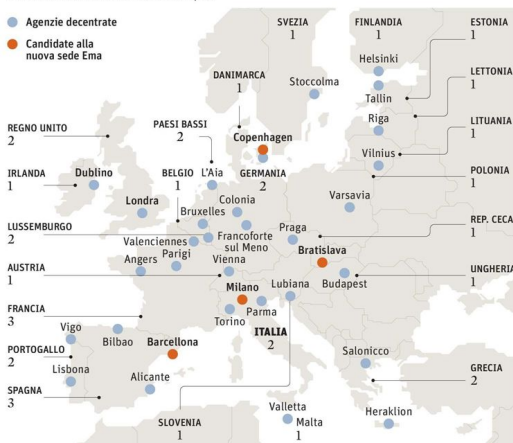 Agenzie decentrate
Candidate alla
nuova sede Ema
SVEZIA
1
FINLANDIA
1
ESTONIA
1
Helsinki
DANIMARCA
1
Stoccolma
Tallin
LETTONIA
1
Riga
REGNO UNITO
2
PAESI BASSI
2
Copenhagen
LITUANIA
1
Vilnius
IRLANDA
1
Dublino
BELGIO
1
L'Aia
GERMANIA
2
POLONIA
1
Londra
Colonia
Varsavia
Bruxelles
LUSSEMBURGO
2
Valenciennes
Francoforte
sul Meno
Praga
REP. CECA
1
Angers
Parigi
Vienna
Bratislava
AUSTRIA
1
Budapest
UNGHERIA
1
Milano
Lubiana
FRANCIA
3
Torino
Parma
Vigo
Bilbao
Barcellona
ITALIA
2
PORTOGALLO
2
Salonicco
Lisbona
Alicante
GRECIA
2
SPAGNA
3
SLOVENIA
1
Valletta
Malta
1
Heraklion